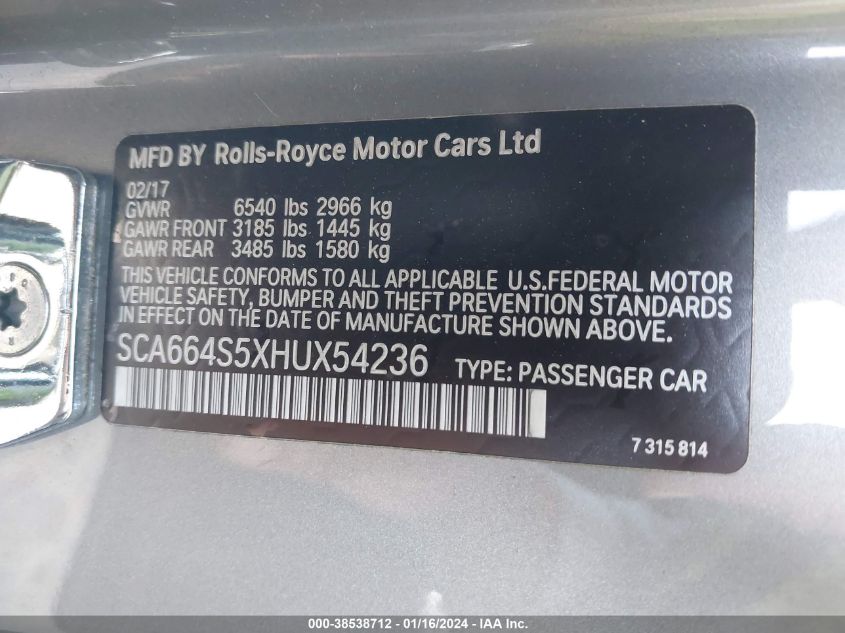 MFD BY Rolls-Royce Motor Cars Ltd
02/17
GVWR 6540 lbs 2966 kg
GAWR FRONT 3185 lbs 1445 kg
GAWR REAR 3485 lbs 1580 kg
THIS VEHICLE CONFORMS TO ALL APPLICABLE U.S.FEDERAL MOTOR
VEHICLE SAFETY, BUMPER AND THEFT PREVENTION STANDARDS
IN EFFECT ON THE DATE OF MANUFACTURE SHOWN ABOVE.
SCA664S5XHUX54236 TYPE: PASSENGER CAR
7 315 814
000-38538712 - 01/16/2024 - IAA Inc.